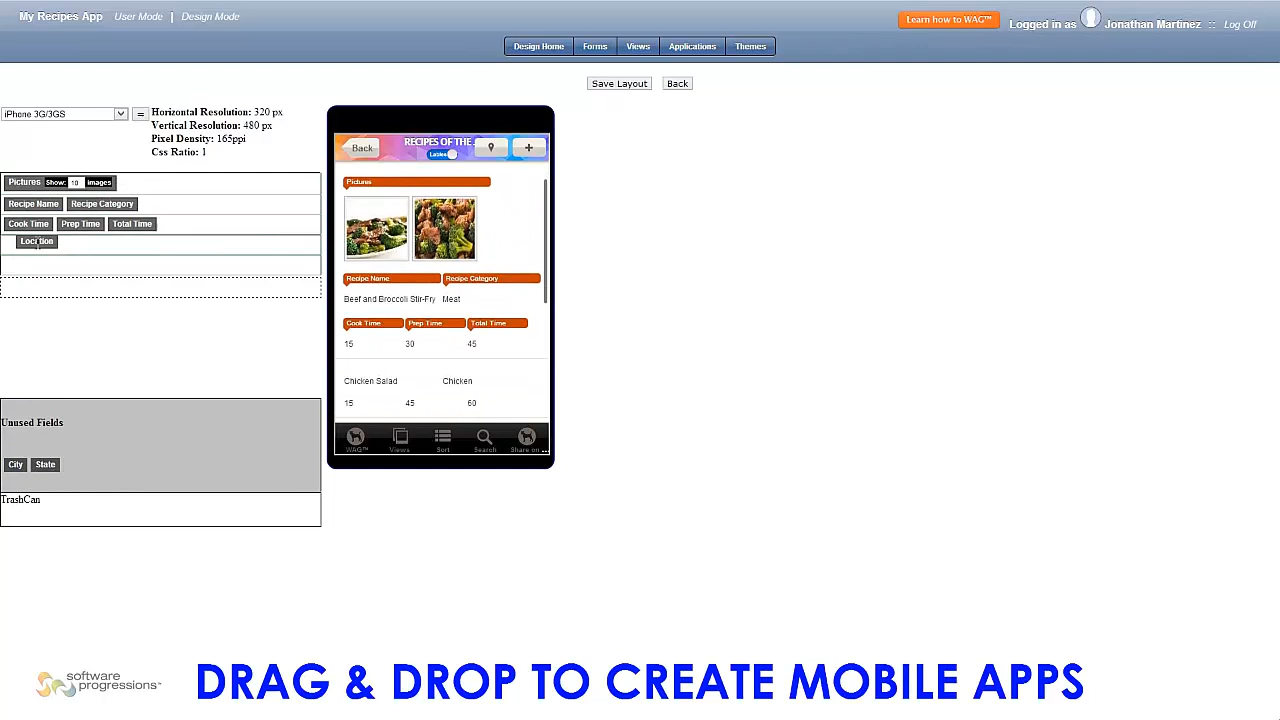 My Recipes App User Mode | Design Mode
Learn how to WAG™ Logged in as Jonathan Martinez :: Log Off
Design Home Forms Views Applications Themes
Save Layout Back
iPhone 3G/3GS =
Horizontal Resolution: 320 px
Vertical Resolution: 480 px
Pixel Density: 165ppi
Css Ratio: 1
Pictures Show: 10 Images
Recipe Name Recipe Category
Cook Time Prep Time Total Time
Location
Unused Fields
City State
TrashCan
Back RECIPES OF THE... +
Lables
Pictures
Recipe Name Recipe Category
Beef and Broccoli Stir-Fry Meat
Cook Time Prep Time Total Time
15 30 45
Chicken Salad Chicken
15 45 60
WAG™ Views Sort Search Share on ...
software
progressions™
DRAG & DROP TO CREATE MOBILE APPS